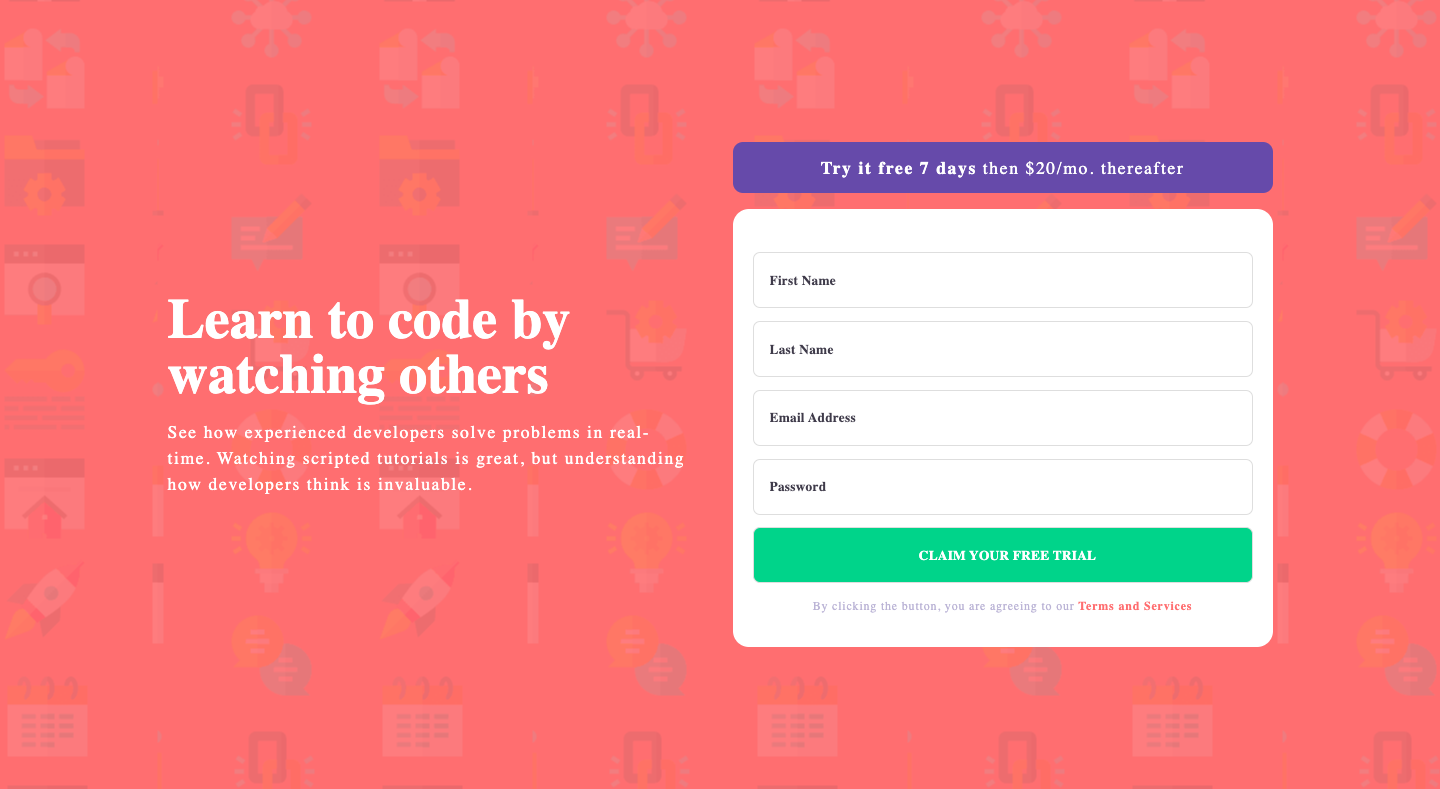 Learn to code by
watching others
See how experienced developers solve problems in real-
time. Watching scripted tutorials is great, but understanding
how developers think is invaluable.
Try it free 7 days then $20/mo. thereafter
First Name
Last Name
Email Address
Password
CLAIM YOUR FREE TRIAL
By clicking the button, you are agreeing to our Terms and Services